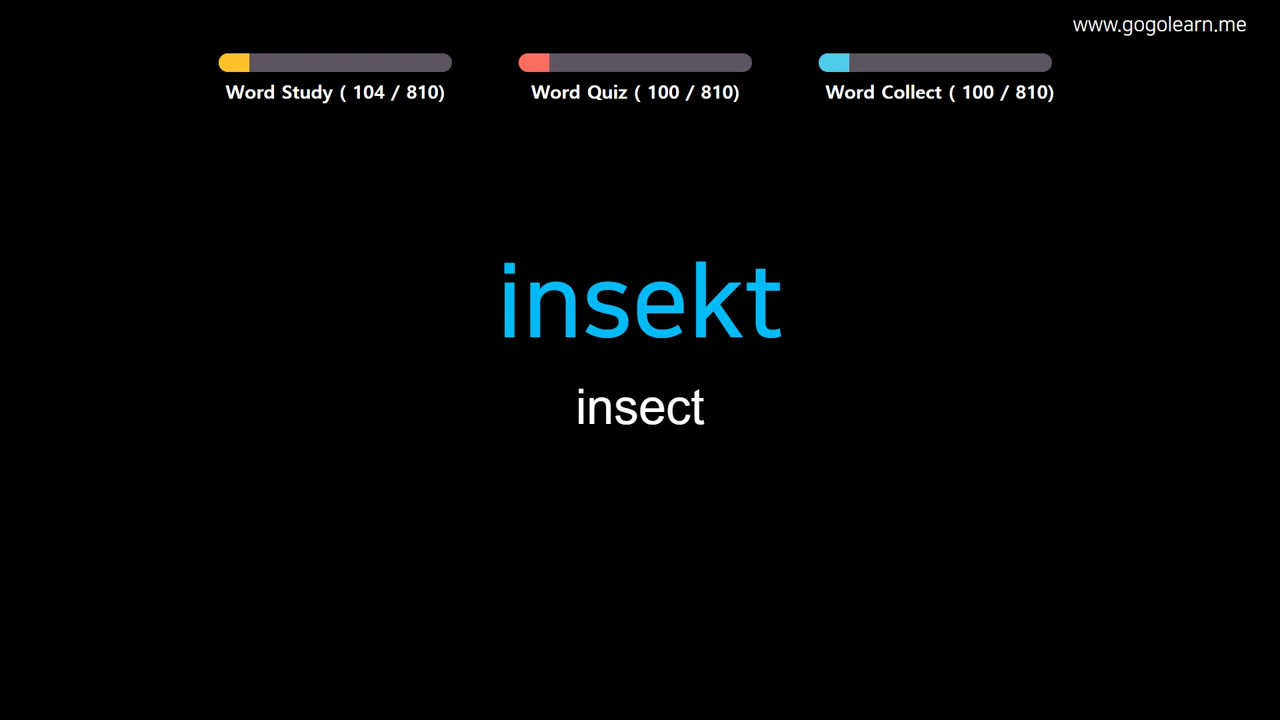 www.gogolearn.me
Word Study ( 104 / 810)
Word Quiz ( 100 / 810)
Word Collect ( 100 / 810)
insekt
insect